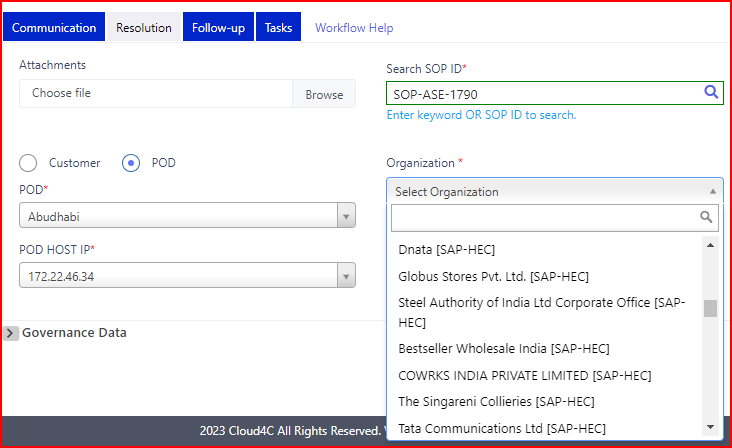 Communication
Resolution
Follow-up
Tasks
Workflow Help
Attachments
Choose file
Browse
Search SOP ID*
SOP-ASE-1790
Enter keyword OR SOP ID to search.
Customer
POD
POD*
Abudhabi
POD HOST IP*
172.22.46.34
Organization *
Select Organization
Dnata [SAP-HEC]
Globus Stores Pvt. Ltd. [SAP-HEC]
Steel Authority of India Ltd Corporate Office [SAP-
HEC]
Bestseller Wholesale India [SAP-HEC]
COWRKS INDIA PRIVATE LIMITED [SAP-HEC]
The Singareni Collieries [SAP-HEC]
Tata Communications Ltd [SAP-HEC]
Governance Data
2023 Cloud4C All Rights Reserved.